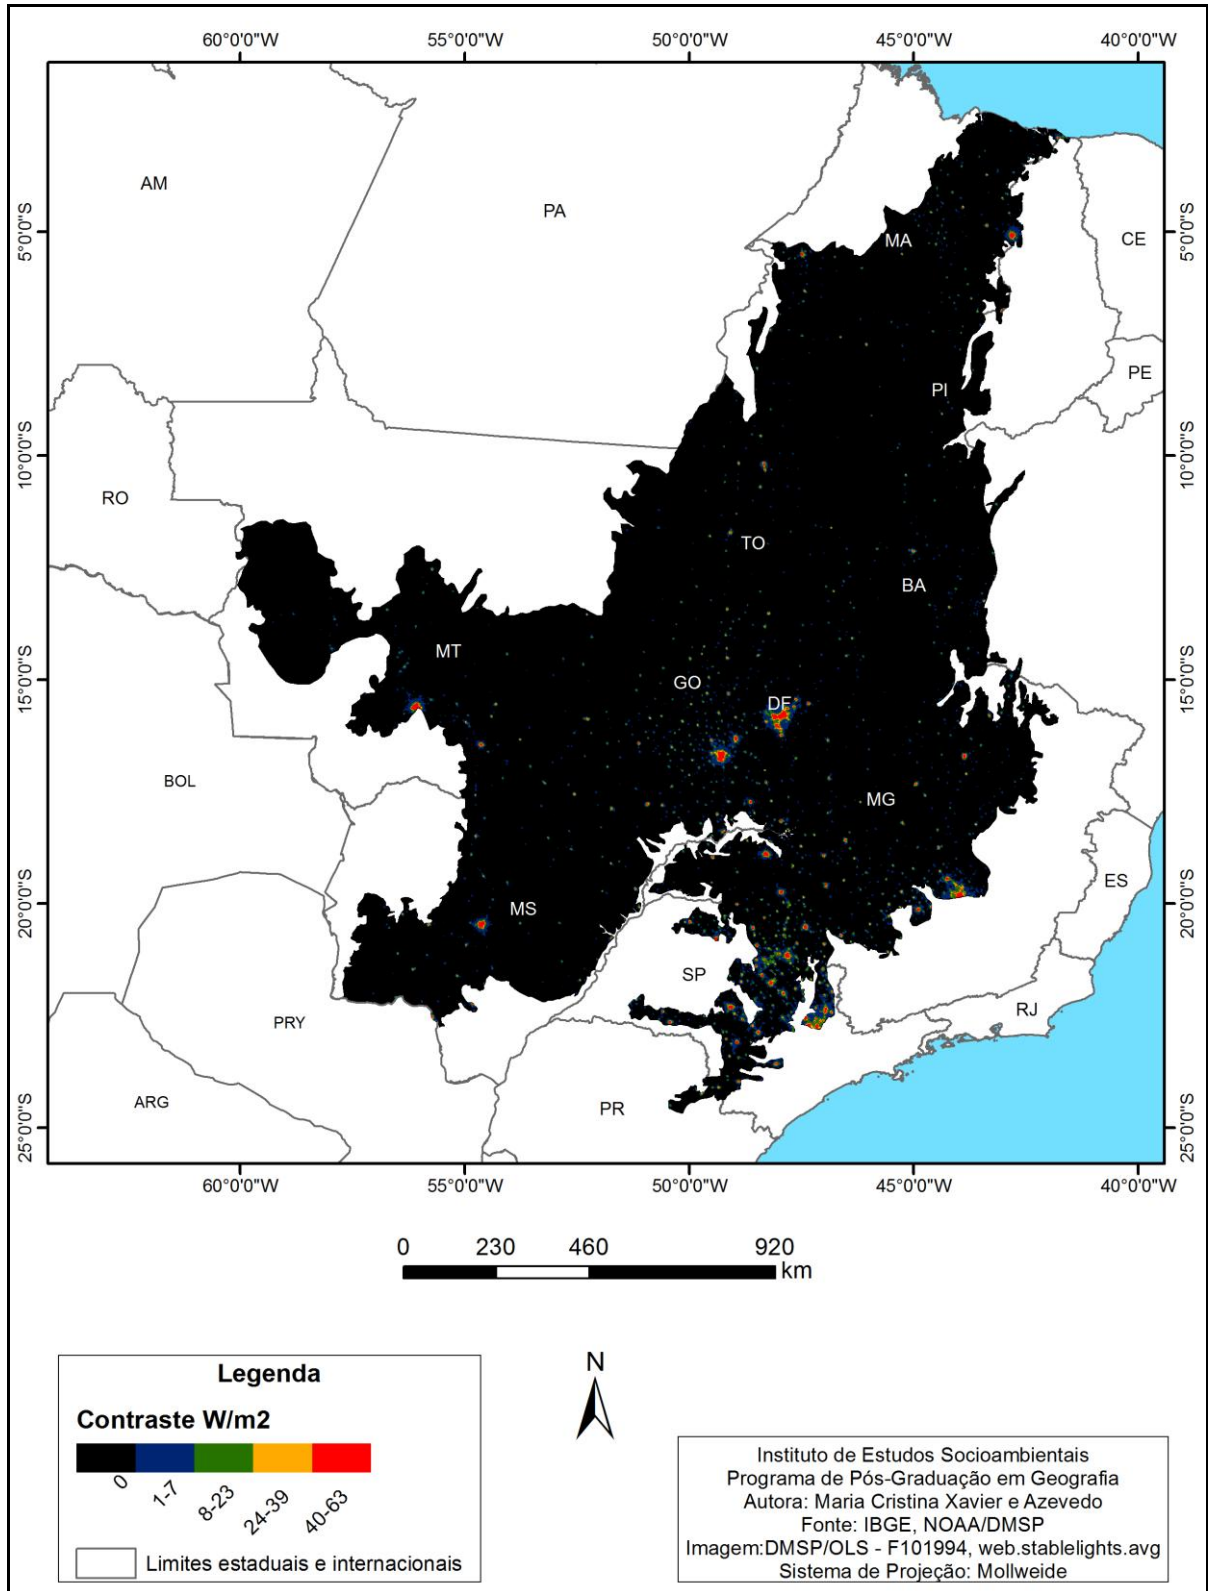 60°0'0"W 55°0'0"W 50°0'0"W 45°0'0"W 40°0'0"W
5°0'0"S
10°0'0"S
15°0'0"S
20°0'0"S
25°0'0"S
5°0'0"S
10°0'0"S
15°0'0"S
20°0'0"S
25°0'0"S
AM
PA
MA
CE
PE
PI
RO
TO
BA
MT
GO
DF
BOL
MG
ES
MS
SP
RJ
PRY
ARG
PR
60°0'0"W 55°0'0"W 50°0'0"W 45°0'0"W 40°0'0"W
0 230 460 920
km
N
Legenda
Contraste W/m2
0 1-7 8-23 24-39 40-63
Limites estaduais e internacionais
Instituto de Estudos Socioambientais
Programa de Pós-Graduação em Geografia
Autora: Maria Cristina Xavier e Azevedo
Fonte: IBGE, NOAA/DMSP
Imagem:DMSP/OLS - F101994, web.stablelights.avg
Sistema de Projeção: Mollweide